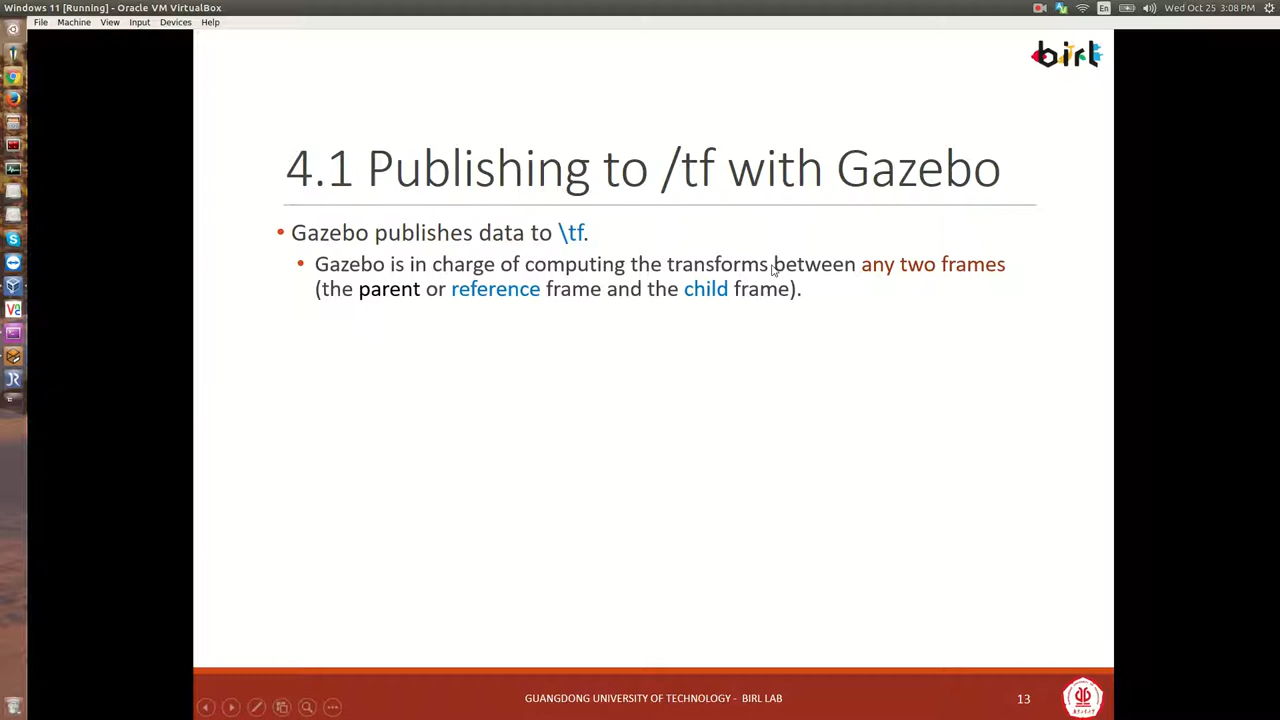 Windows 11 [Running] - Oracle VM VirtualBox
En
Wed Oct 25 3:08 PM
File Machine View Input Devices Help
birl
4.1 Publishing to /tf with Gazebo
• Gazebo publishes data to \tf.
• Gazebo is in charge of computing the transforms between any two frames
(the parent or reference frame and the child frame).
GUANGDONG UNIVERSITY OF TECHNOLOGY - BIRL LAB
13